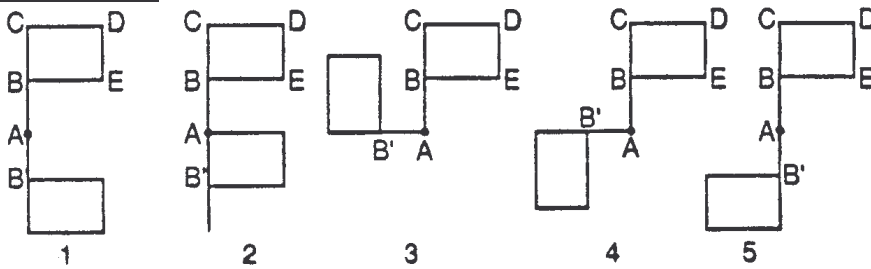 C D C D C D C D C D
B E B E B E B E B E
B'
A A A
B' A A
B B' B'
1 2 3 4 5